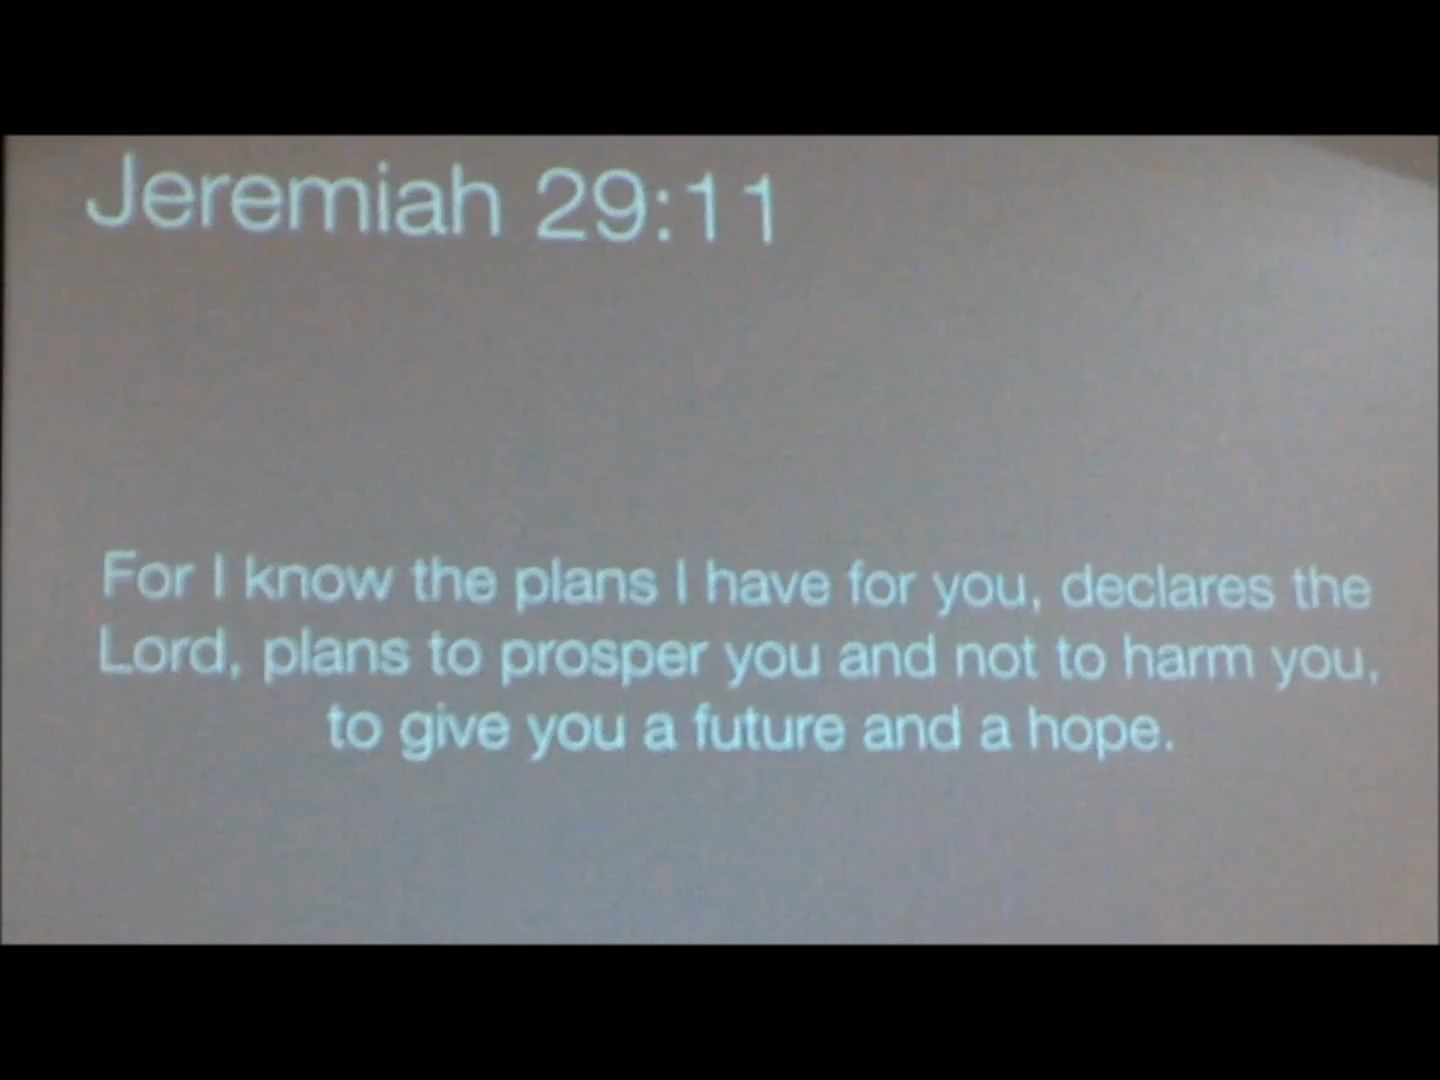 Jeremiah 29:11
For I know the plans I have for you, declares the
Lord, plans to prosper you and not to harm you,
to give you a future and a hope.